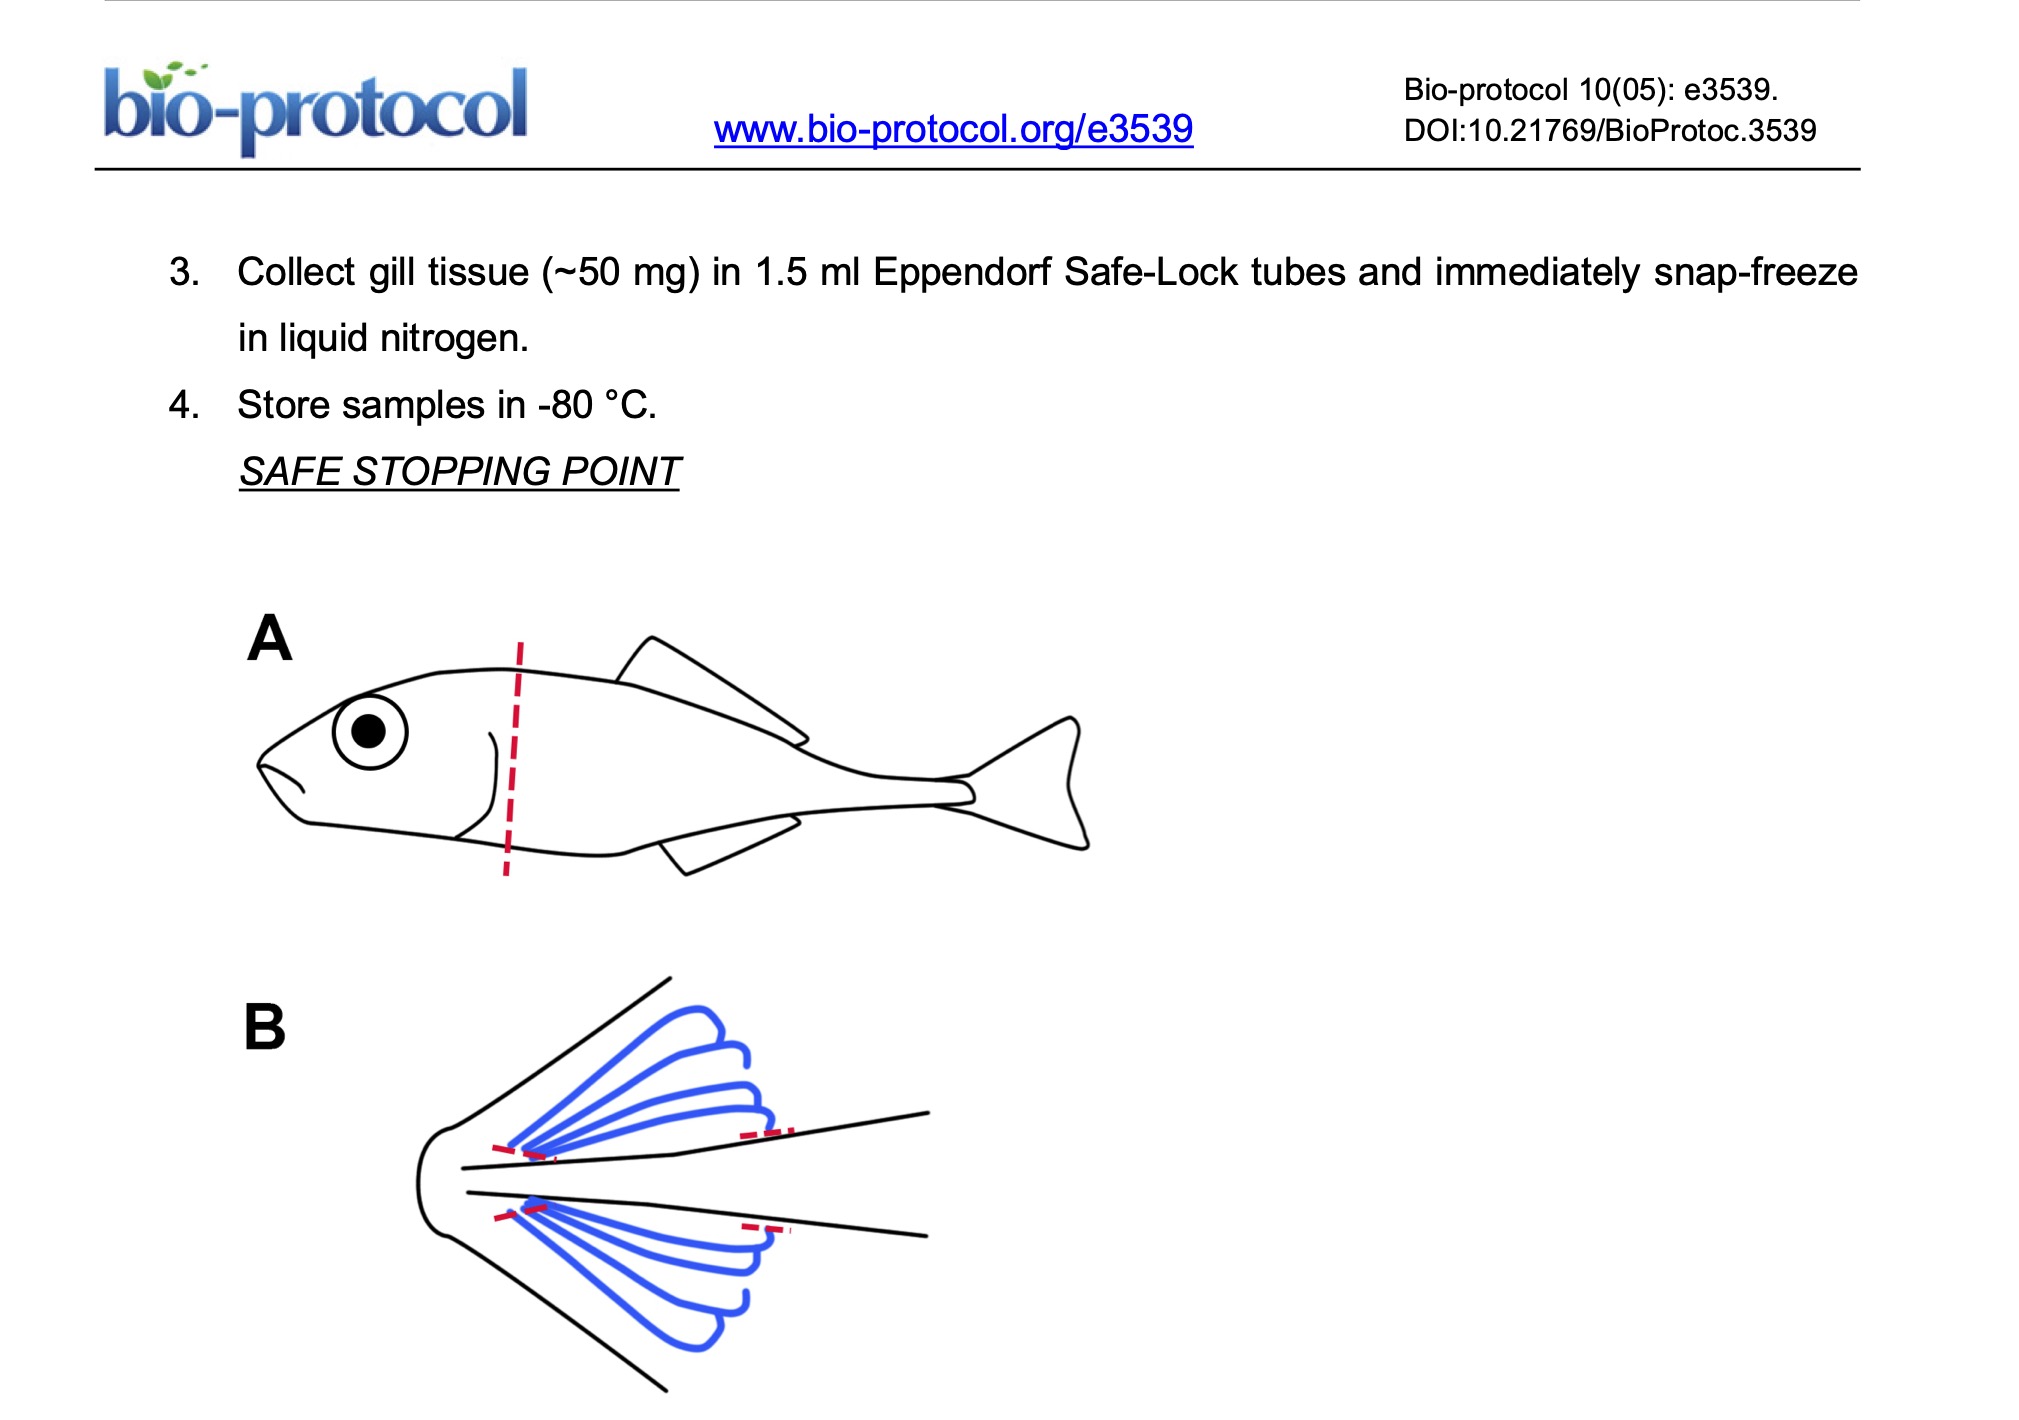 bio-protocol
www.bio-protocol.org/e3539
Bio-protocol 10(05): e3539.
DOI:10.21769/BioProtoc.3539
3. Collect gill tissue (~50 mg) in 1.5 ml Eppendorf Safe-Lock tubes and immediately snap-freeze
in liquid nitrogen.
4. Store samples in -80 °C.
SAFE STOPPING POINT
A
B